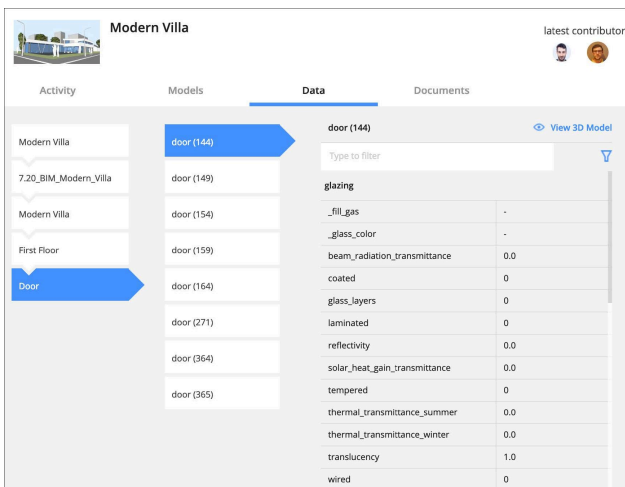 Modern Villa
latest contributor
Activity
Models
Data
Documents
Modern Villa
7.20_BIM_Modern_Villa
Modern Villa
First Floor
Door
door (144)
door (149)
door (154)
door (159)
door (164)
door (271)
door (364)
door (365)
door (144)
View 3D Model
Type to filter
glazing
_fill_gas -
_glass_color -
beam_radiation_transmittance 0.0
coated 0
glass_layers 0
laminated 0
reflectivity 0.0
solar_heat_gain_transmittance 0.0
tempered 0
thermal_transmittance_summer 0.0
thermal_transmittance_winter 0.0
translucency 1.0
wired 0